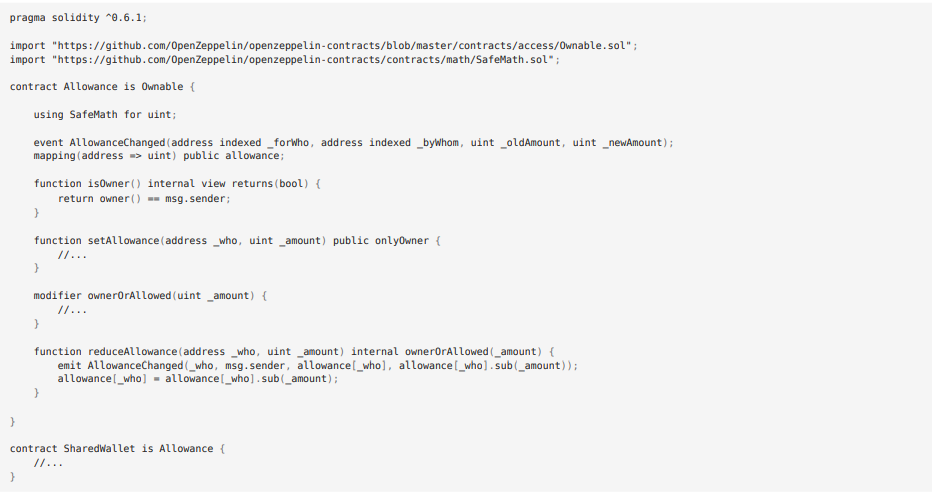 pragma solidity ^0.6.1;
import "https://github.com/OpenZeppelin/openzeppelin-contracts/blob/master/contracts/access/Ownable.sol";
import "https://github.com/OpenZeppelin/openzeppelin-contracts/contracts/math/SafeMath.sol";
contract Allowance is Ownable {
using SafeMath for uint;
event AllowanceChanged(address indexed _forWho, address indexed _byWhom, uint _oldAmount, uint _newAmount);
mapping(address => uint) public allowance;
function isOwner() internal view returns(bool) {
return owner() == msg.sender;
}
function setAllowance(address _who, uint _amount) public onlyOwner {
//...
}
modifier ownerOrAllowed(uint _amount) {
//...
}
function reduceAllowance(address _who, uint _amount) internal ownerOrAllowed(_amount) {
emit AllowanceChanged(_who, msg.sender, allowance[_who], allowance[_who].sub(_amount));
allowance[_who] = allowance[_who].sub(_amount);
}
}
contract SharedWallet is Allowance {
//...
}